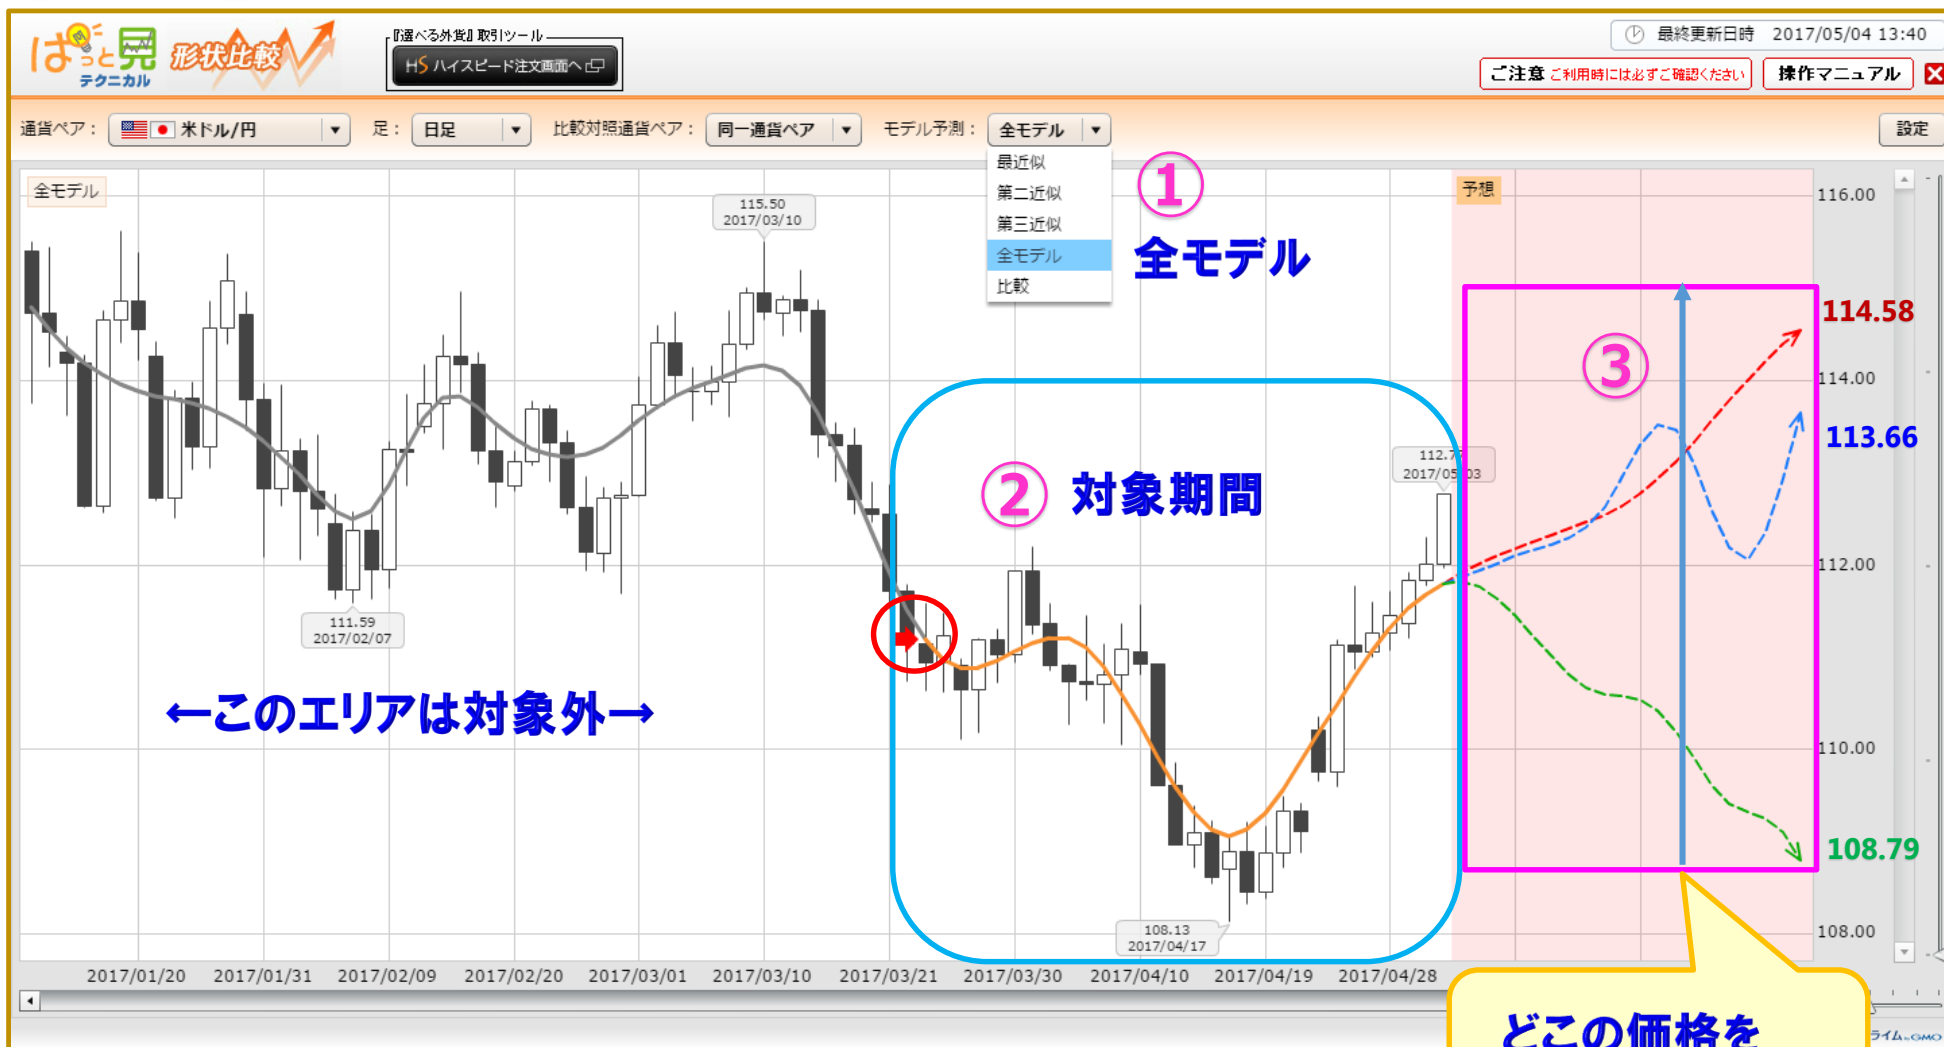 ぱっと見
テクニカル
形状比較
『選べる外貨』取引ツール
HS ハイスピード注文画面へ
最終更新日時 2017/05/04 13:40
ご注意 ご利用時には必ずご確認ください
操作マニュアル
通貨ペア： 米ドル/円
足： 日足
比較対照通貨ペア： 同一通貨ペア
モデル予測： 全モデル
設定
最近似
第二近似
第三近似
全モデル
比較
①
全モデル
全モデル
予想
115.50
2017/03/10
116.00
114.58
③
114.00
113.66
112.77
2017/05/03
② 対象期間
112.00
111.59
2017/02/07
←このエリアは対象外→
110.00
108.79
108.13
2017/04/17
108.00
2017/01/20 2017/01/31 2017/02/09 2017/02/20 2017/03/01 2017/03/10 2017/03/21 2017/03/30 2017/04/10 2017/04/19 2017/04/28
どこの価格を
GMO